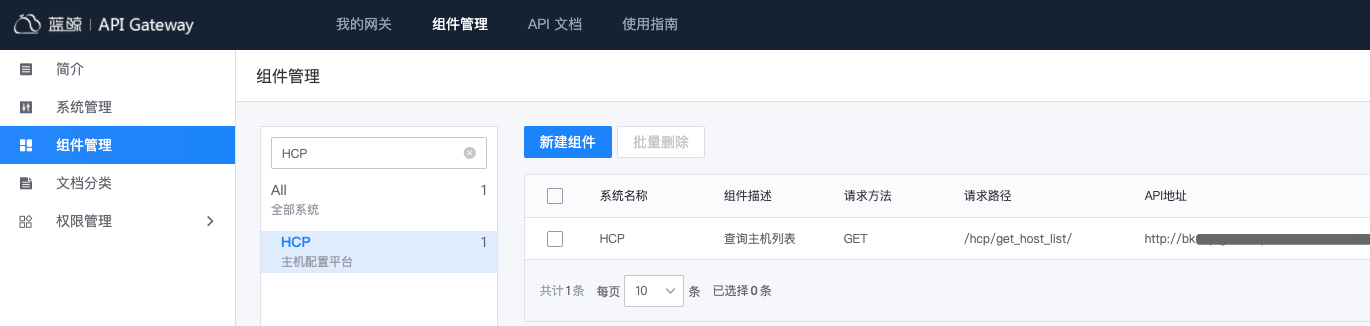 蓝鲸 | API Gateway 我的网关 组件管理 API 文档 使用指南
简介
系统管理
组件管理
文档分类
权限管理
组件管理
HCP
All 1
全部系统
HCP 1
主机配置平台
新建组件 批量删除
系统名称 组件描述 请求方法 请求路径 API地址
HCP 查询主机列表 GET /hcp/get_host_list/ http://bk
共计1条 每页 10 条 已选择0条